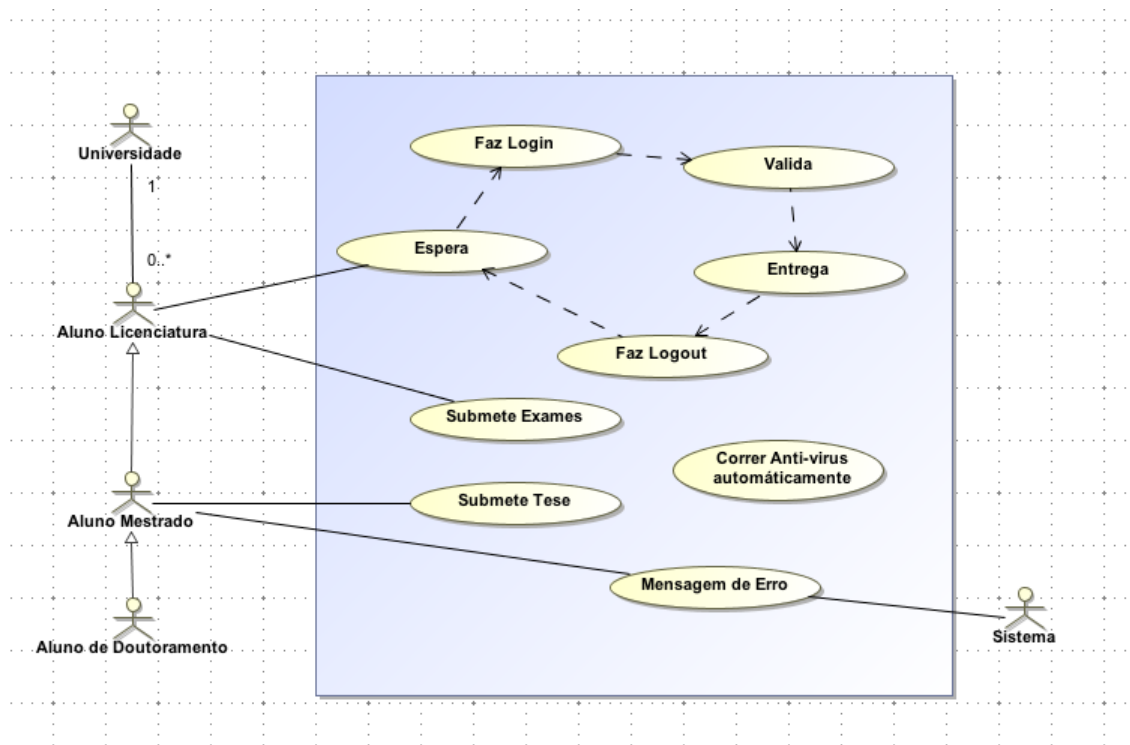 Universidade
1
0..*
Aluno Licenciatura
Aluno Mestrado
Aluno de Doutoramento
Faz Login
Valida
Espera
Entrega
Faz Logout
Submete Exames
Correr Anti-virus
automáticamente
Submete Tese
Mensagem de Erro
Sistema